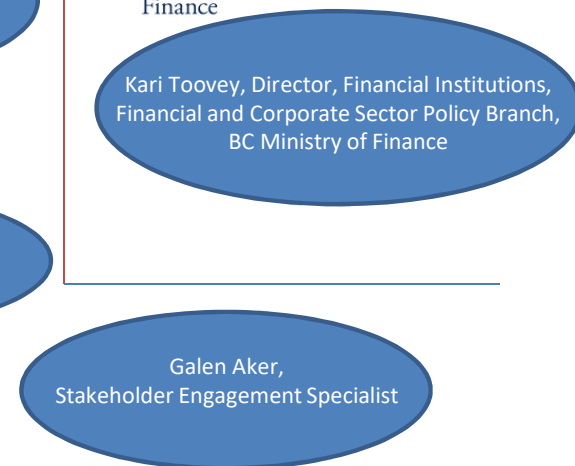 Finance
Kari Toovey, Director, Financial Institutions,
Financial and Corporate Sector Policy Branch,
BC Ministry of Finance
Galen Aker,
Stakeholder Engagement Specialist